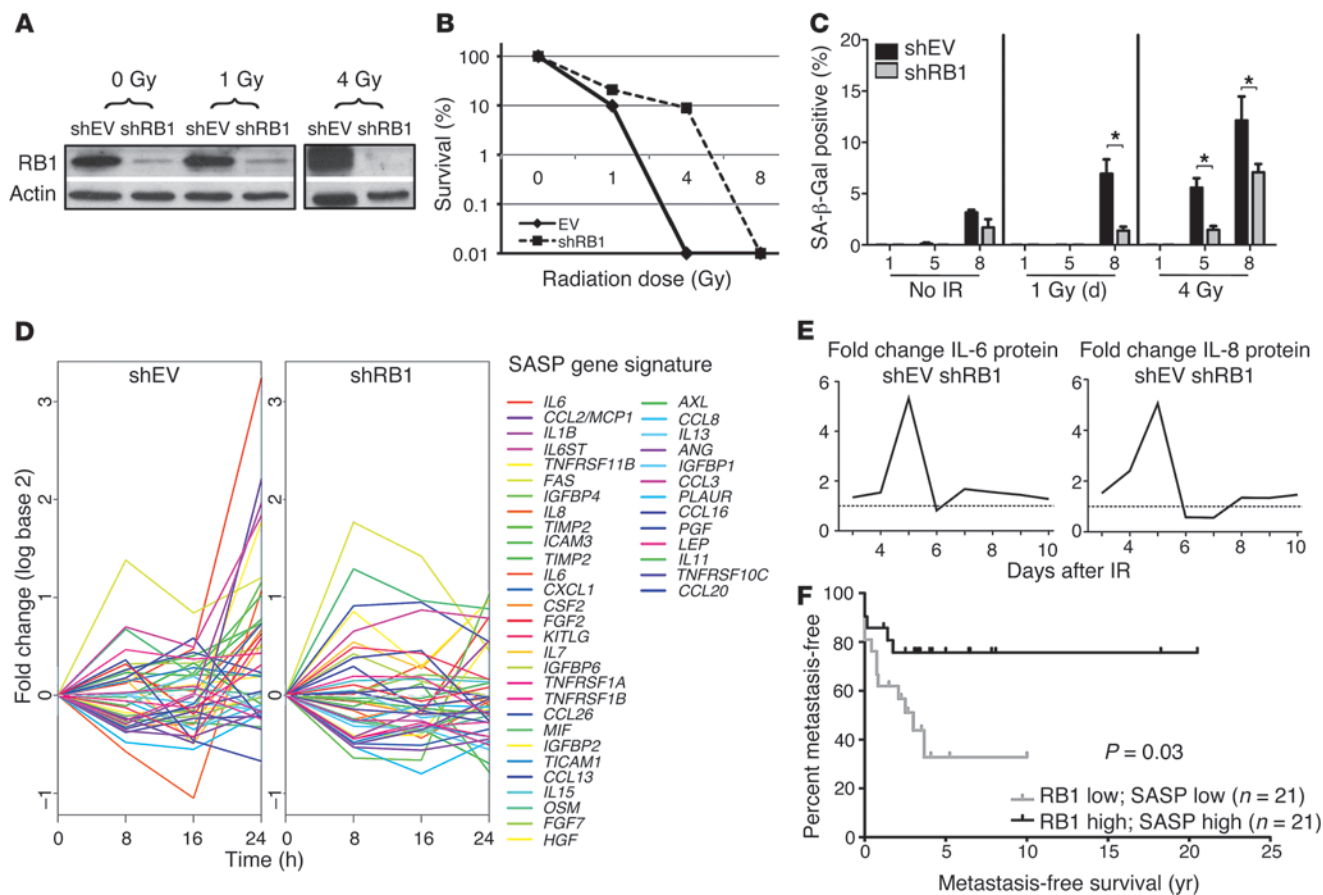 A
0 Gy 1 Gy 4 Gy
shEV shRB1 shEV shRB1 shEV shRB1
RB1
Actin
B
Survival (%)
100
10
1
0.1
0.01
0 1 4 8
EV
shRB1
Radiation dose (Gy)
C
SA-β-Gal positive (%)
20
15
10
5
0
shEV
shRB1
* * *
1 5 8 1 5 8 1 5 8
No IR 1 Gy (d) 4 Gy
D
Fold change (log base 2)
shEV shRB1
3 3
2 2
1 1
0 0
−1 −1
0 8 16 24 0 8 16 24
Time (h)
SASP gene signature
IL6
CCL2/MCP1
IL1B
IL6ST
TNFRSF11B
FAS
IGFBP4
IL8
TIMP2
ICAM3
TIMP2
IL6
CXCL1
CSF2
FGF2
KITLG
IL7
IGFBP6
TNFRSF1A
TNFRSF1B
CCL26
MIF
IGFBP2
TICAM1
CCL13
IL15
OSM
FGF7
HGF
AXL
CCL8
IL13
ANG
IGFBP1
CCL3
PLAUR
CCL16
PGF
LEP
IL11
TNFRSF10C
CCL20
E
Fold change IL-6 protein
shEV shRB1
6
4
2
0
4 6 8 10
Fold change IL-8 protein
shEV shRB1
6
4
2
0
4 6 8 10
Days after IR
F
Percent metastasis-free
100
80
60
40
20
0
P = 0.03
RB1 low; SASP low (n = 21)
RB1 high; SASP high (n = 21)
0 5 10 15 20 25
Metastasis-free survival (yr)